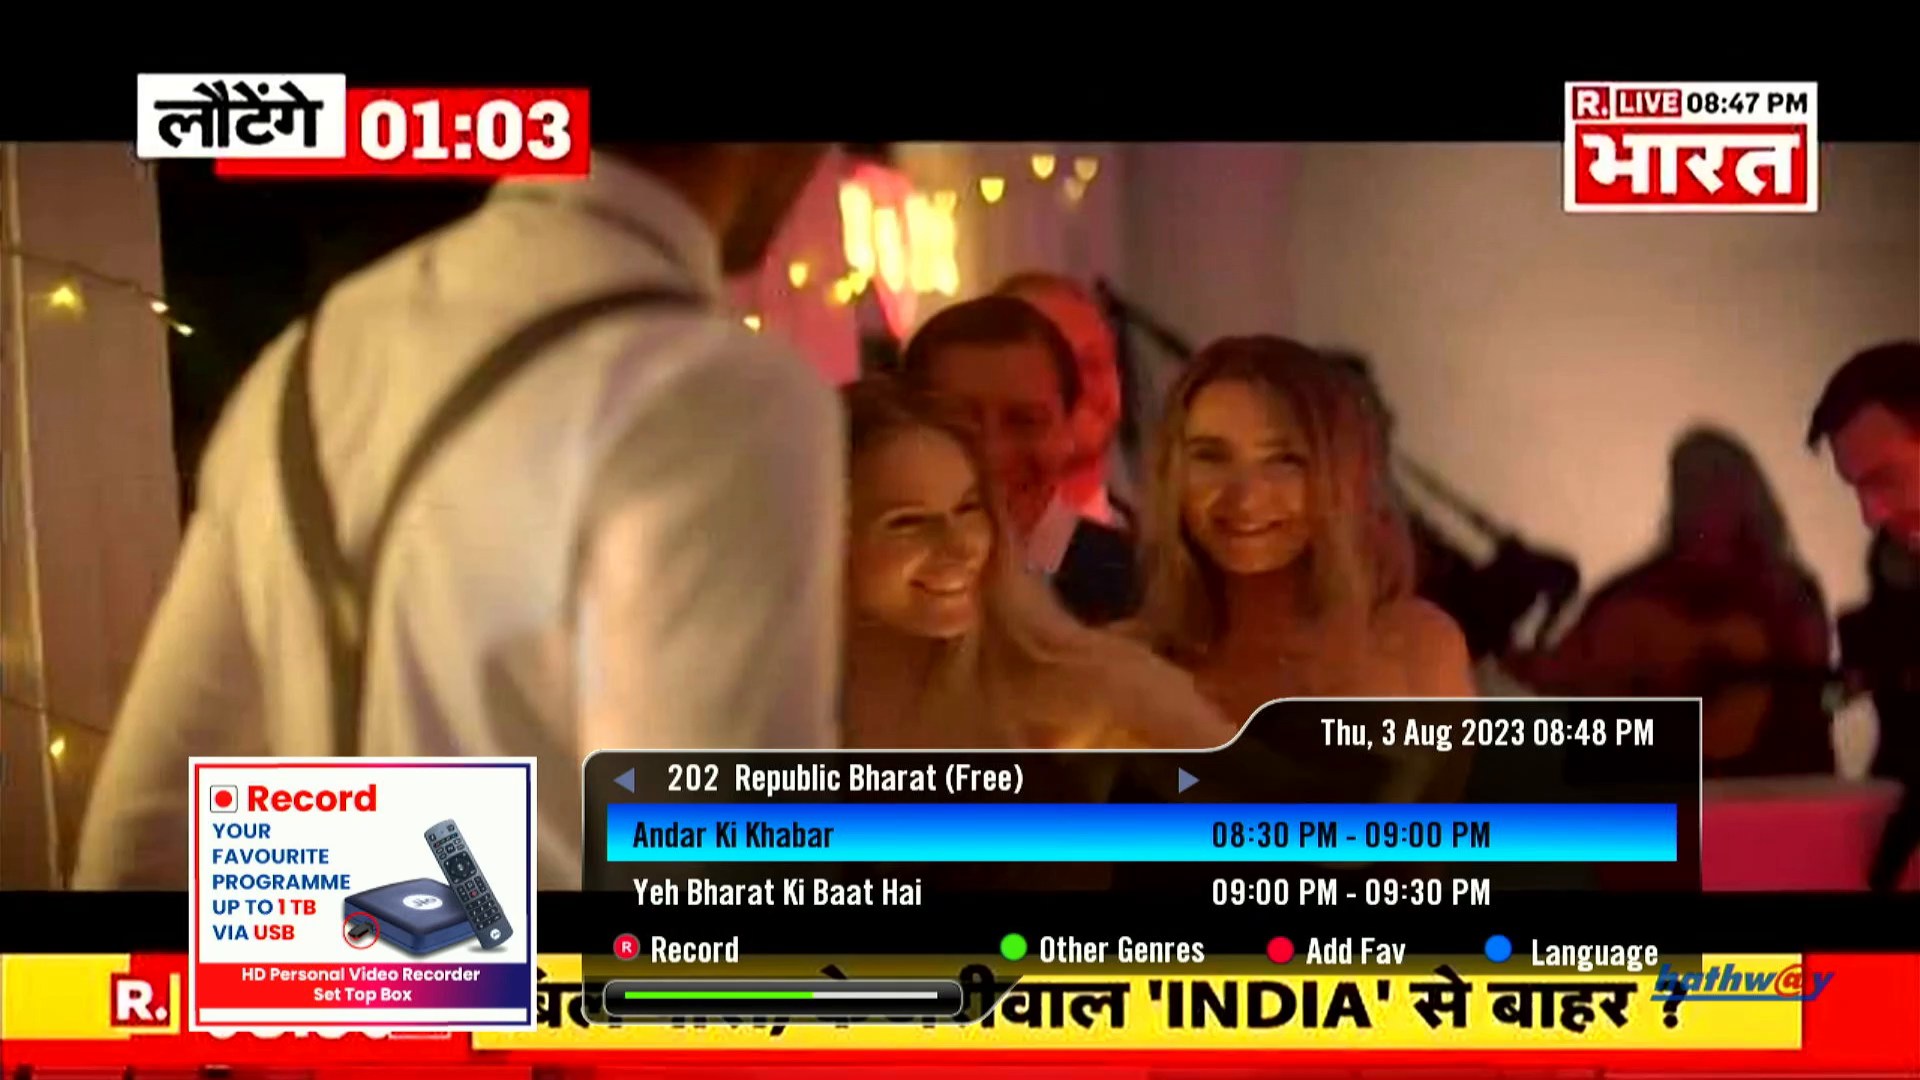 लौटेंगे 01:03
R. LIVE 08:47 PM
भारत
Thu, 3 Aug 2023 08:48 PM
202 Republic Bharat (Free)
Andar Ki Khabar 08:30 PM - 09:00 PM
Yeh Bharat Ki Baat Hai 09:00 PM - 09:30 PM
R Record Other Genres Add Fav Language
Record
YOUR
FAVOURITE
PROGRAMME
UP TO 1 TB
VIA USB
Jio
HD Personal Video Recorder
Set Top Box
hathway
R.
'INDIA' से बाहर ?